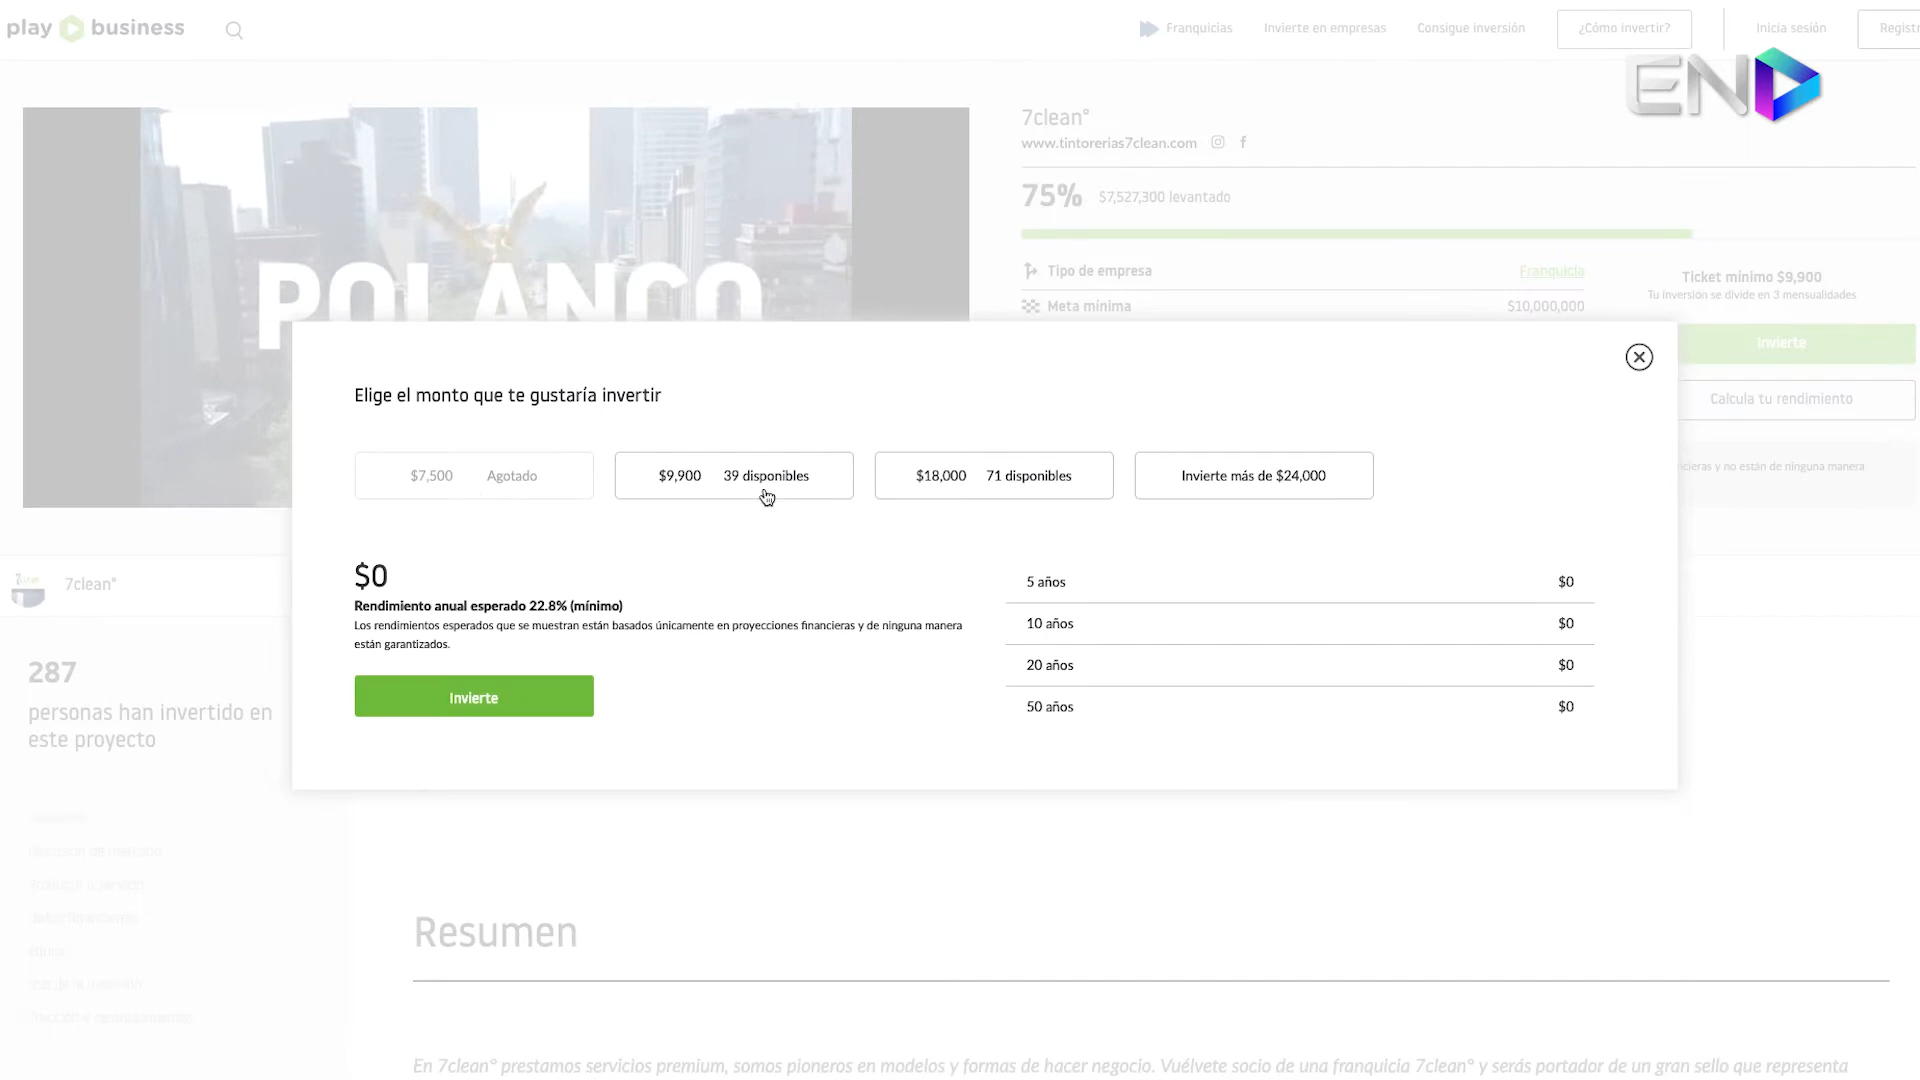 play business
Franquicias
Invierte en empresas
Consigue inversión
¿Cómo invertir?
Inicia sesión
END
7clean°
www.tintorerias7clean.com
75% $7,527,300 levantado
Tipo de empresa Franquicia
Meta mínima $10,000,000
Ticket mínimo $9,900
Tu inversión se divide en 3 mensualidades
Invierte
Calcula tu rendimiento
y no están de ninguna manera
POLANCO
Elige el monto que te gustaría invertir
$7,500 Agotado
$9,900 39 disponibles
$18,000 71 disponibles
Invierte más de $24,000
$0
Rendimiento anual esperado 22.8% (mínimo)
Los rendimientos esperados que se muestran están basados únicamente en proyecciones financieras y de ninguna manera
están garantizados.
Invierte
5 años $0
10 años $0
20 años $0
50 años $0
7clean°
287
personas han invertido en
este proyecto
Resumen
En 7clean° prestamos servicios premium, somos pioneros en modelos y formas de hacer negocio. Vuélvete socio de una franquicia 7clean° y serás portador de un gran sello que representa